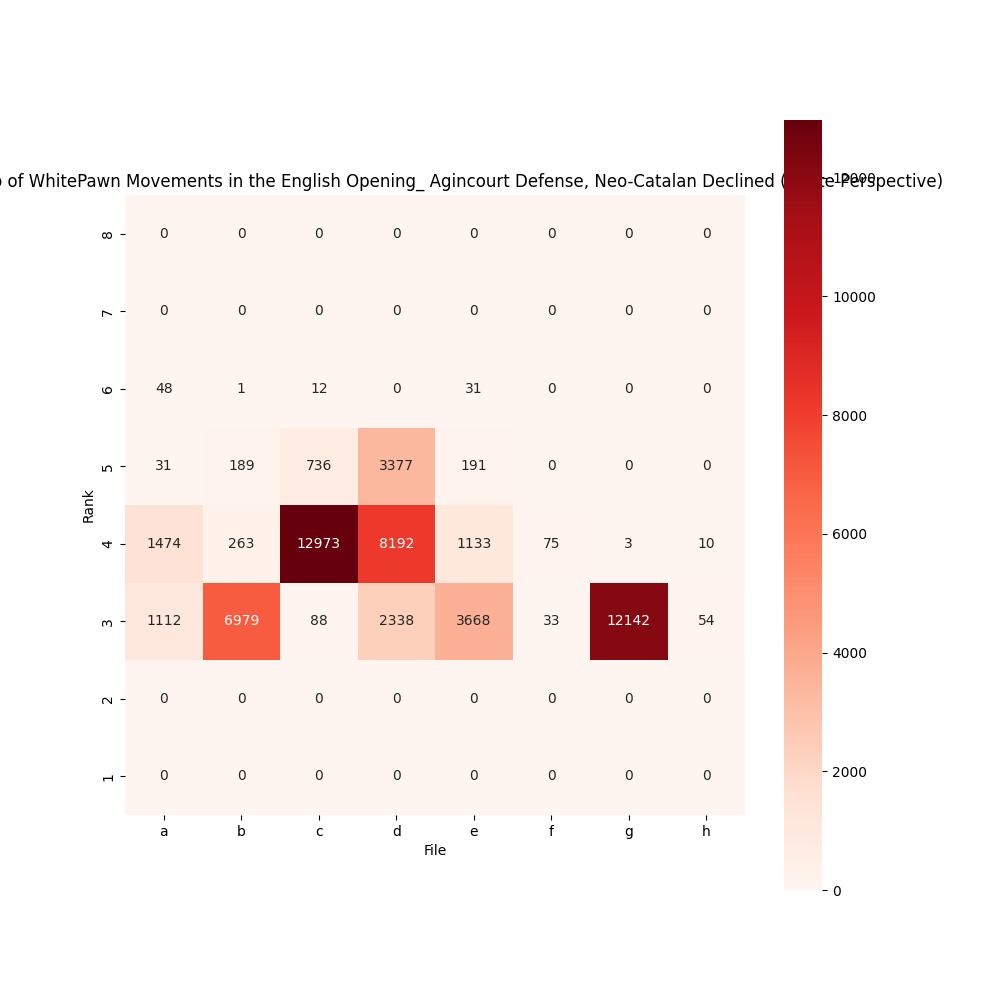 of WhitePawn Movements in the English Opening_ Agincourt Defense, Neo-Catalan Declined ( Perspective)
12000
8 0 0 0 0 0 0 0 0
7 0 0 0 0 0 0 0 0
10000
6 48 1 12 0 31 0 0 0
8000
5 31 189 736 3377 191 0 0 0
Rank
4 1474 263 12973 8192 1133 75 3 10
6000
3 1112 6979 88 2338 3668 33 12142 54
4000
2 0 0 0 0 0 0 0 0
2000
1 0 0 0 0 0 0 0 0
a b c d e f g h
File
0